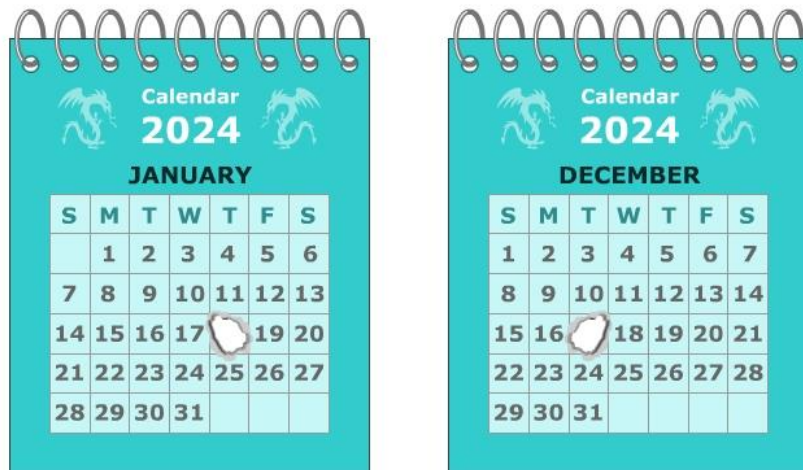 Calendar
2024
JANUARY
S M T W T F S
1 2 3 4 5 6
7 8 9 10 11 12 13
14 15 16 17 19 20
21 22 23 24 25 26 27
28 29 30 31
Calendar
2024
DECEMBER
S M T W T F S
1 2 3 4 5 6 7
8 9 10 11 12 13 14
15 16 18 19 20 21
22 23 24 25 26 27 28
29 30 31